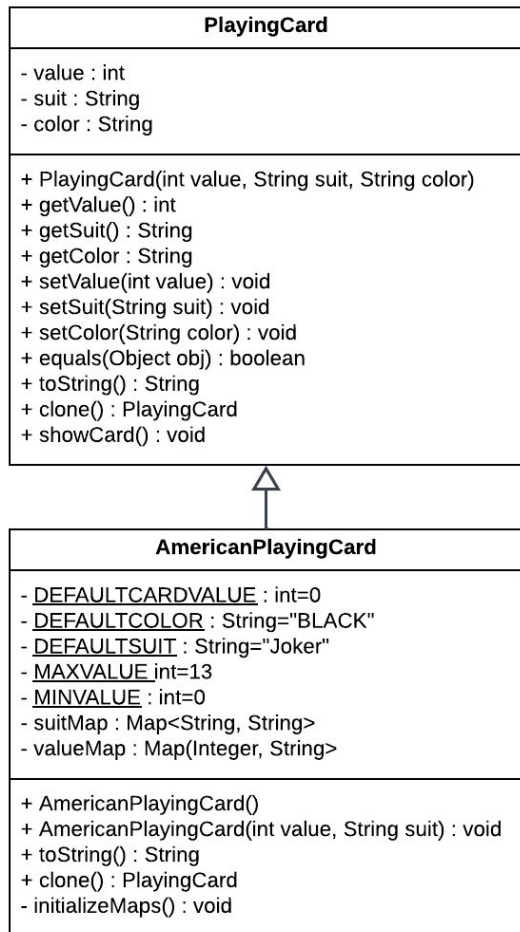 PlayingCard
- value : int
- suit : String
- color : String
+ PlayingCard(int value, String suit, String color)
+ getValue() : int
+ getSuit() : String
+ getColor : String
+ setValue(int value) : void
+ setSuit(String suit) : void
+ setColor(String color) : void
+ equals(Object obj) : boolean
+ toString() : String
+ clone() : PlayingCard
+ showCard() : void
AmericanPlayingCard
- DEFAULTCARDVALUE : int=0
- DEFAULTCOLOR : String="BLACK"
- DEFAULTSUIT : String="Joker"
- MAXVALUE int=13
- MINVALUE : int=0
- suitMap : Map<String, String>
- valueMap : Map(Integer, String>
+ AmericanPlayingCard()
+ AmericanPlayingCard(int value, String suit) : void
+ toString() : String
+ clone() : PlayingCard
- initializeMaps() : void